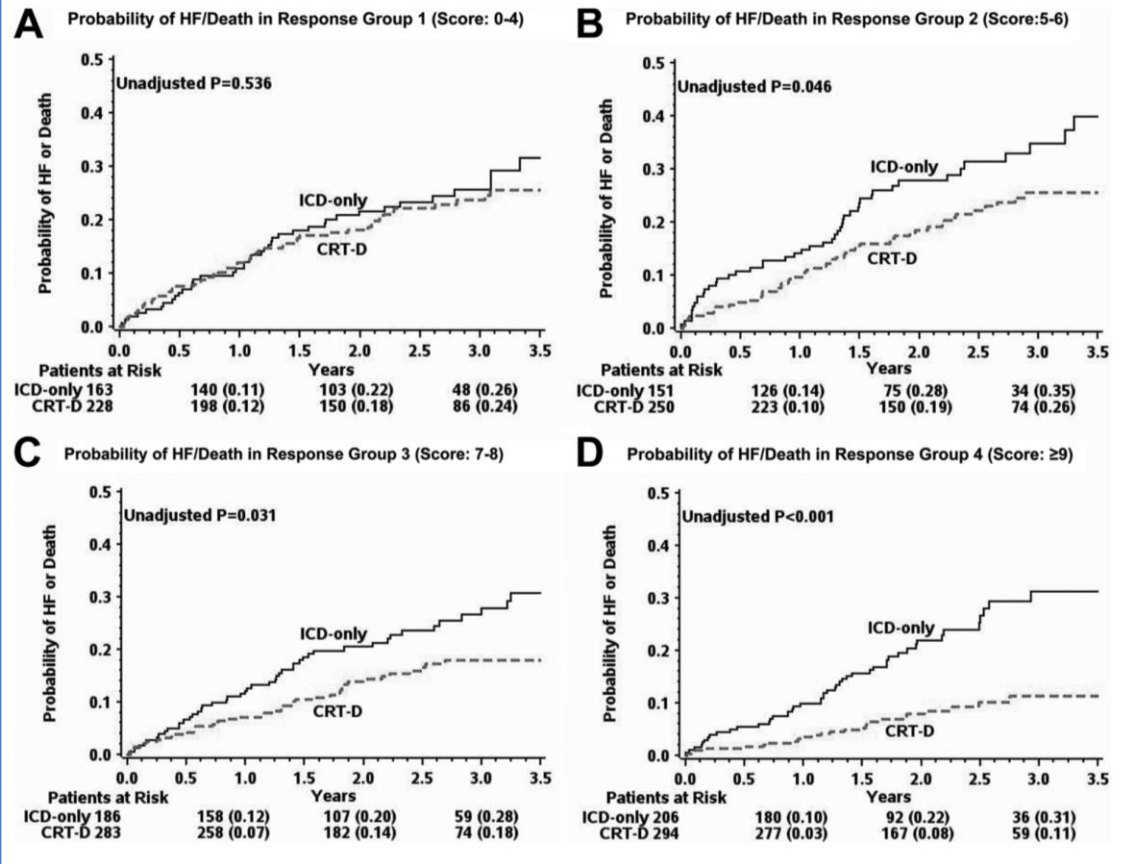 A
Probability of HF/Death in Response Group 1 (Score: 0-4)
Unadjusted P=0.536
Probability of HF or Death
0.5
0.4
0.3
0.2
0.1
0.0
ICD-only
CRT-D
0.0 0.5 1.0 1.5 2.0 2.5 3.0 3.5
Patients at Risk Years
ICD-only 163 140 (0.11) 103 (0.22) 48 (0.26)
CRT-D 228 198 (0.12) 150 (0.18) 86 (0.24)
B
Probability of HF/Death in Response Group 2 (Score:5-6)
Unadjusted P=0.046
Probability of HF or Death
0.5
0.4
0.3
0.2
0.1
0.0
ICD-only
CRT-D
0.0 0.5 1.0 1.5 2.0 2.5 3.0 3.5
Patients at Risk Years
ICD-only 151 126 (0.14) 75 (0.28) 34 (0.35)
CRT-D 250 223 (0.10) 150 (0.19) 74 (0.26)
C
Probability of HF/Death in Response Group 3 (Score: 7-8)
Unadjusted P=0.031
Probability of HF or Death
0.5
0.4
0.3
0.2
0.1
0.0
ICD-only
CRT-D
0.0 0.5 1.0 1.5 2.0 2.5 3.0 3.5
Patients at Risk Years
ICD-only 186 158 (0.12) 107 (0.20) 59 (0.28)
CRT-D 283 258 (0.07) 182 (0.14) 74 (0.18)
D
Probability of HF/Death in Response Group 4 (Score: ≥9)
Unadjusted P<0.001
Probability of HF or Death
0.5
0.4
0.3
0.2
0.1
0.0
ICD-only
CRT-D
0.0 0.5 1.0 1.5 2.0 2.5 3.0 3.5
Patients at Risk Years
ICD-only 206 180 (0.10) 92 (0.22) 36 (0.31)
CRT-D 294 277 (0.03) 167 (0.08) 59 (0.11)